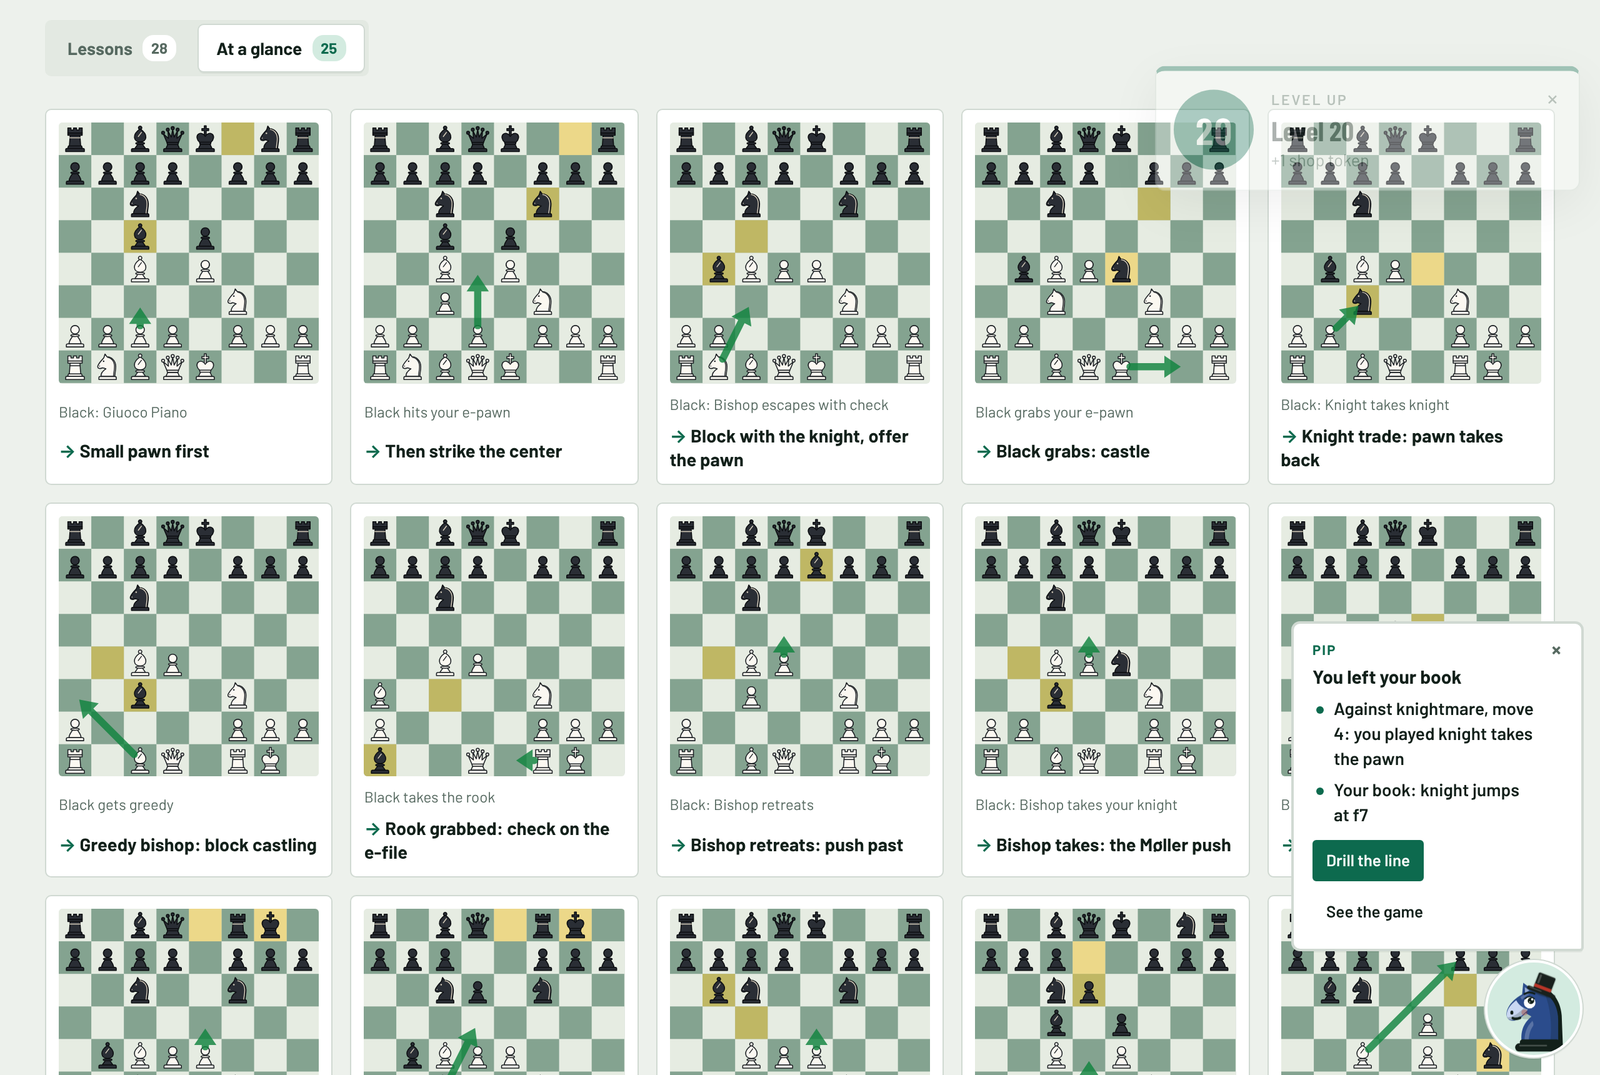 Lessons 28
At a glance 25
LEVEL UP
×
20
Level 20
+1 shop token
Black: Giuoco Piano
→ Small pawn first
Black hits your e-pawn
→ Then strike the center
Black: Bishop escapes with check
→ Block with the knight, offer
the pawn
Black grabs your e-pawn
→ Black grabs: castle
Black: Knight takes knight
→ Knight trade: pawn takes
back
Black gets greedy
→ Greedy bishop: block castling
Black takes the rook
→ Rook grabbed: check on the
e-file
Black: Bishop retreats
→ Bishop retreats: push past
Black: Bishop takes your knight
→ Bishop takes: the Møller push
PIP
×
You left your book
• Against knightmare, move
4: you played knight takes
the pawn
• Your book: knight jumps
at f7
Drill the line
See the game